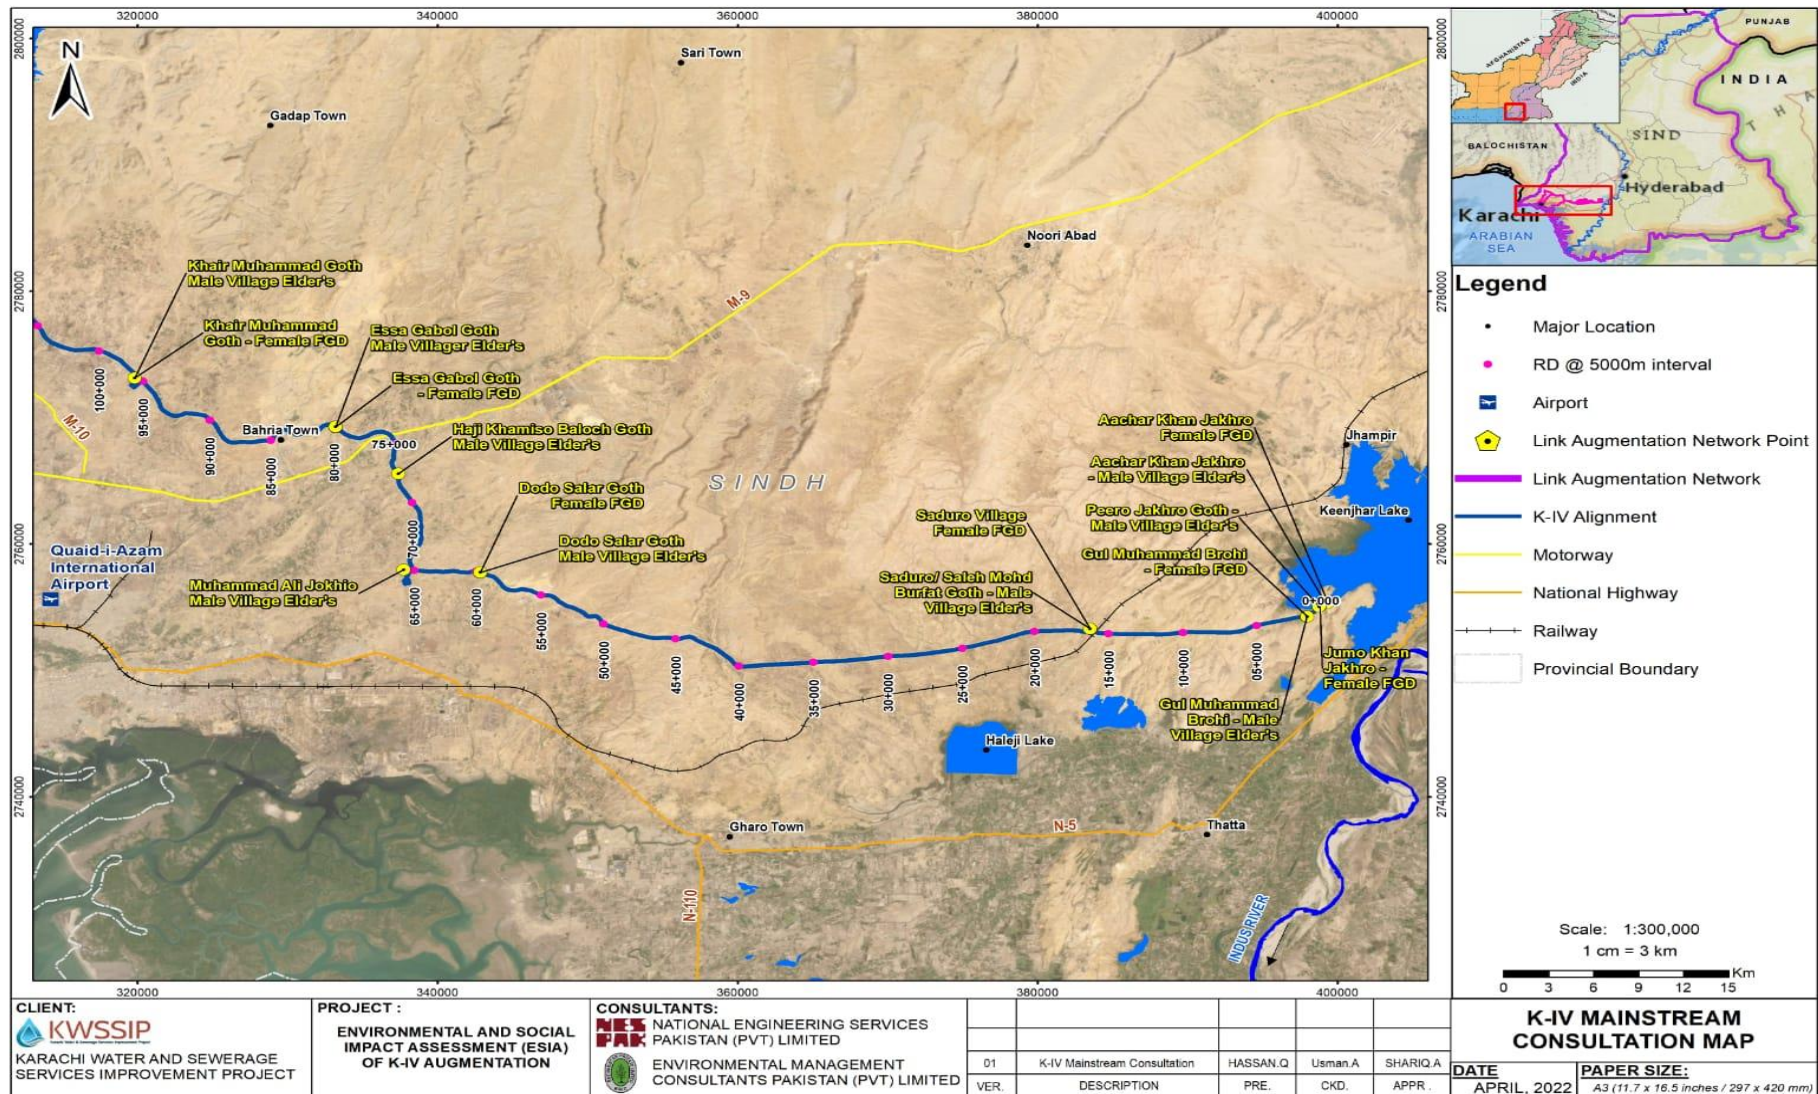 320000
340000
360000
380000
400000
2800000
2800000
N
Sari Town
Gadap Town
Noori Abad
M-9
2780000
2780000
Khair Muhammad Goth
Male Village Elder's
Khair Muhammad
Goth - Female FGD
Essa Gabol Goth
Male Villager Elder's
Essa Gabol Goth
- Female FGD
Haji Khamiso Baloch Goth
Male Village Elder's
Dodo Salar Goth
Female FGD
Dodo Salar Goth
Male Village Elder's
Muhammad Ali Jokhio
Male Village Elder's
M-10
Bahria Town
Quaid-i-Azam
International
Airport
SINDH
Aachar Khan Jakhro
Female FGD
Aachar Khan Jakhro
- Male Village Elder's
Peero Jakhro Goth -
Male Village Elder's
Gul Muhammad Brohi
- Female FGD
Saduro Village
Female FGD
Saduro/ Saleh Mohd
Burfat Goth - Male
Village Elder's
Jumo Khan
Jakhro -
Female FGD
Gul Muhammad
Brohi - Male
Village Elder's
Jhampir
Keenjhar Lake
2760000
2760000
100+000
95+000
90+000
85+000
80+000
75+000
70+000
65+000
60+000
55+000
50+000
45+000
40+000
35+000
30+000
25+000
20+000
15+000
10+000
05+000
0+000
Haleji Lake
Gharo Town
N-5
Thatta
N-110
INDUS RIVER
2740000
2740000
320000
340000
360000
380000
400000
AFGHANISTAN
INDIA
PUNJAB
INDIA
T H A
SIND
BALOCHISTAN
Hyderabad
Karachi
ARABIAN
SEA
Legend
Major Location
RD @ 5000m interval
Airport
Link Augmentation Network Point
Link Augmentation Network
K-IV Alignment
Motorway
National Highway
Railway
Provincial Boundary
Scale: 1:300,000
1 cm = 3 km
Km
0 3 6 9 12 15
CLIENT:
KWSSIP
KARACHI WATER AND SEWERAGE
SERVICES IMPROVEMENT PROJECT
PROJECT :
ENVIRONMENTAL AND SOCIAL
IMPACT ASSESSMENT (ESIA)
OF K-IV AUGMENTATION
CONSULTANTS:
NES
PAK
NATIONAL ENGINEERING SERVICES
PAKISTAN (PVT) LIMITED
ENVIRONMENTAL MANAGEMENT
CONSULTANTS PAKISTAN (PVT) LIMITED
01 K-IV Mainstream Consultation HASSAN.Q Usman.A SHARIQ.A
VER. DESCRIPTION PRE. CKD. APPR .
K-IV MAINSTREAM
CONSULTATION MAP
DATE
APRIL, 2022
PAPER SIZE:
A3 (11.7 x 16.5 inches / 297 x 420 mm)